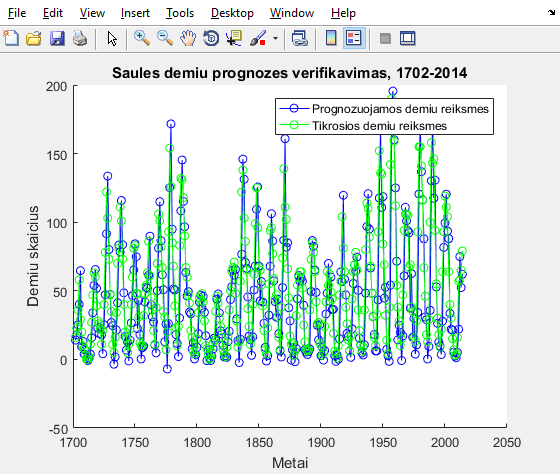 File Edit View Insert Tools Desktop Window Help
Saules demiu prognozes verifikavimas, 1702-2014
Prognozuojamos demiu reiksmes
Tikrosios demiu reiksmes
Demiu skaicius
200
150
100
50
0
-50
1700 1750 1800 1850 1900 1950 2000 2050
Metai